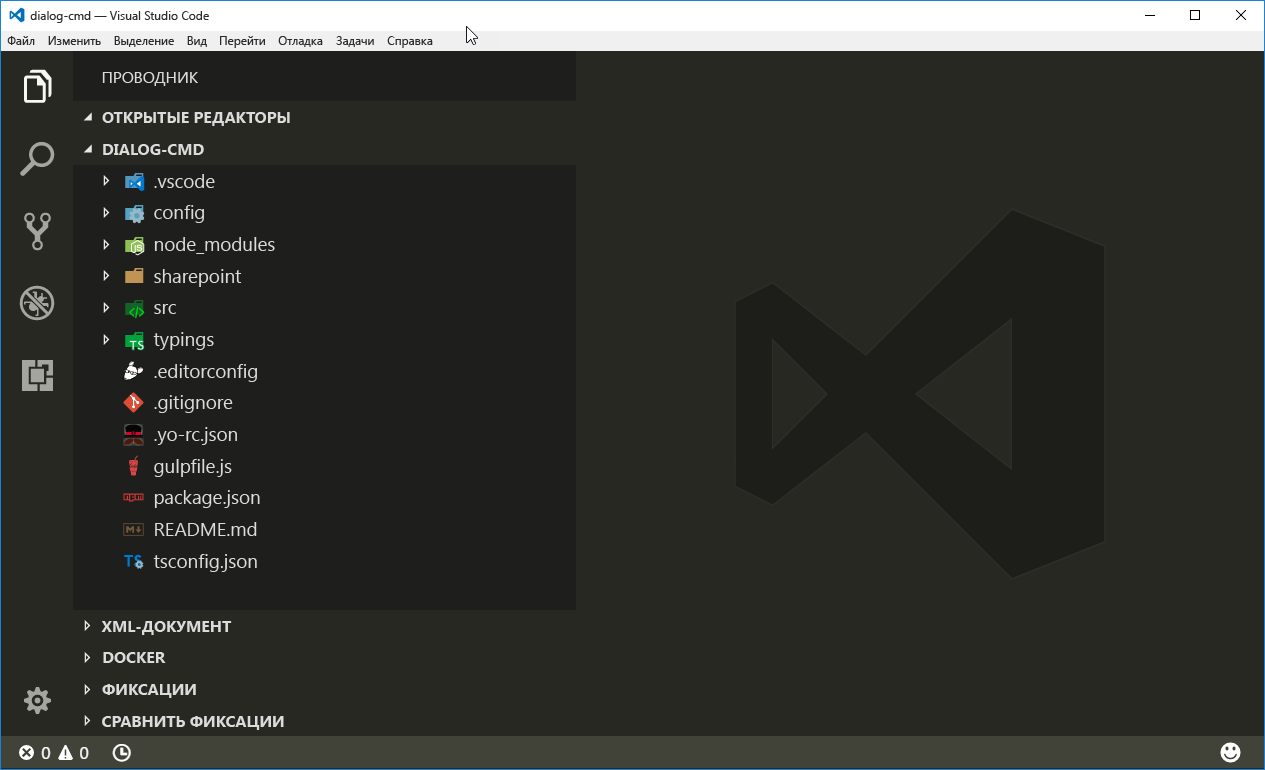 dialog-cmd — Visual Studio Code
Файл Изменить Выделение Вид Перейти Отладка Задачи Справка
ПРОВОДНИК
ОТКРЫТЫЕ РЕДАКТОРЫ
DIALOG-CMD
.vscode
config
node_modules
sharepoint
src
typings
.editorconfig
.gitignore
.yo-rc.json
gulpfile.js
package.json
README.md
tsconfig.json
XML-ДОКУМЕНТ
DOCKER
ФИКСАЦИИ
СРАВНИТЬ ФИКСАЦИИ
0 0